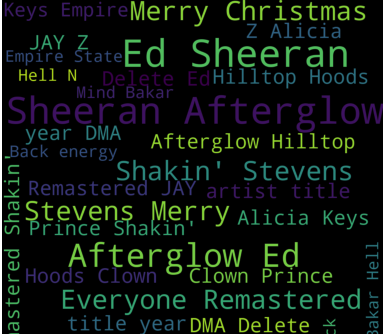 Keys Empire
Merry Christmas
JAY Z
Z Alicia
Ed Sheeran
Empire State
Hell N
Delete Ed
Hilltop Hoods
Mind Bakar
Sheeran Afterglow
year DMA
Afterglow Hilltop
Back energy
Shakin' Stevens
Remastered JAY
artist title
Stevens Merry
Alicia Keys
Prince Shakin'
Afterglow Ed
Hoods Clown
Clown Prince
Everyone Remastered
title year
DMA Delete
astered Shakin'
Bakar Hell
ck